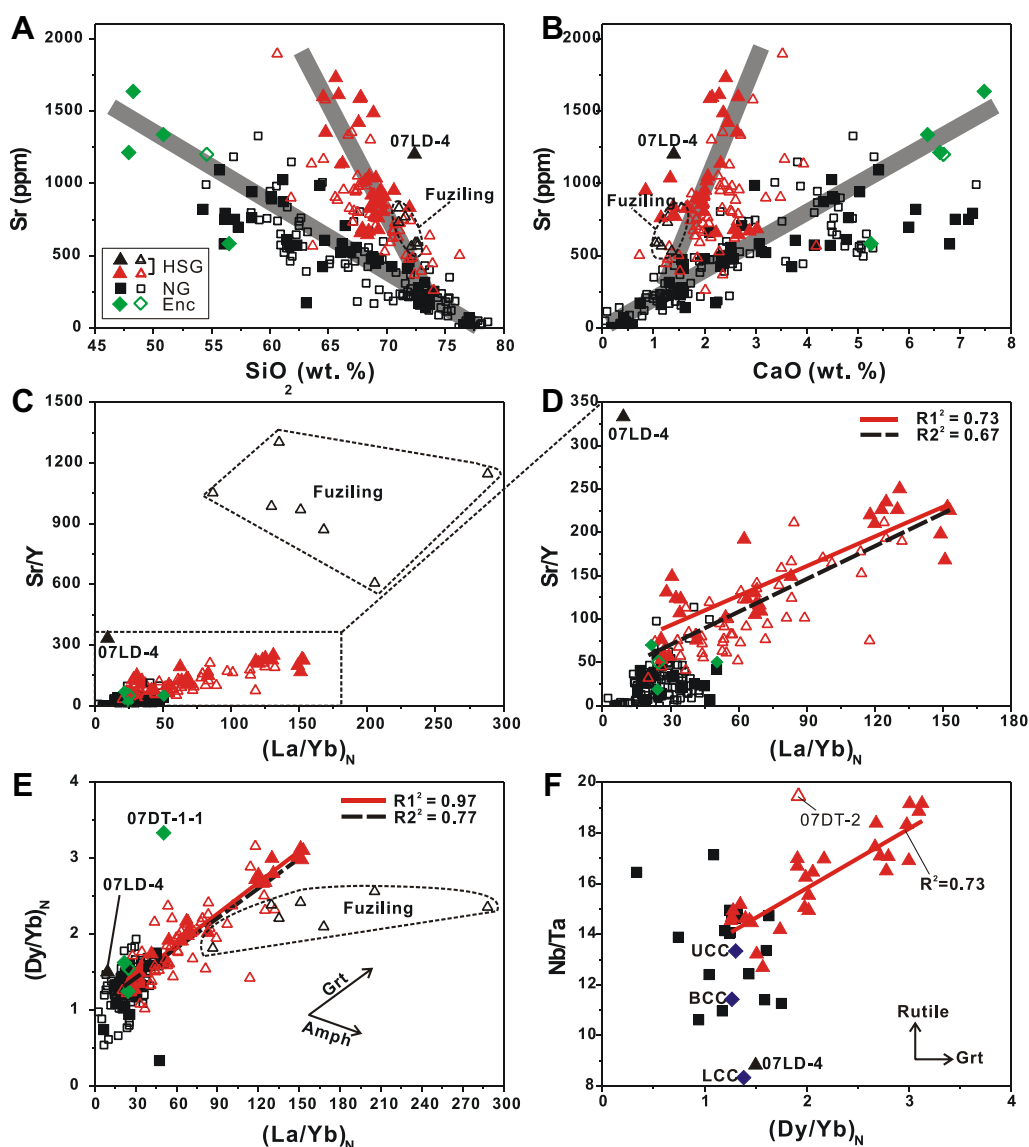 A
Sr (ppm)
2000
1500
1000
500
0
07LD-4
Fuziling
HSG
NG
Enc
45 50 55 60 65 70 75 80
SiO2 (wt. %)
B
Sr (ppm)
2000
1500
1000
500
0
07LD-4
Fuziling
0 1 2 3 4 5 6 7 8
CaO (wt. %)
C
Sr/Y
1500
1200
900
600
300
0
Fuziling
07LD-4
0 50 100 150 200 250 300
(La/Yb)N
D
Sr/Y
350
300
250
200
150
100
50
0
07LD-4
R1² = 0.73
R2² = 0.67
0 30 60 90 120 150 180
(La/Yb)N
E
(Dy/Yb)N
4
3
2
1
0
07DT-1-1
R1² = 0.97
R2² = 0.77
07LD-4
Fuziling
Grt
Amph
0 30 60 90 120 150 180 210 240 270 300
(La/Yb)N
F
Nb/Ta
20
18
16
14
12
10
8
07DT-2
R²=0.73
UCC
BCC
LCC
07LD-4
Rutile
Grt
0 1 2 3 4
(Dy/Yb)N